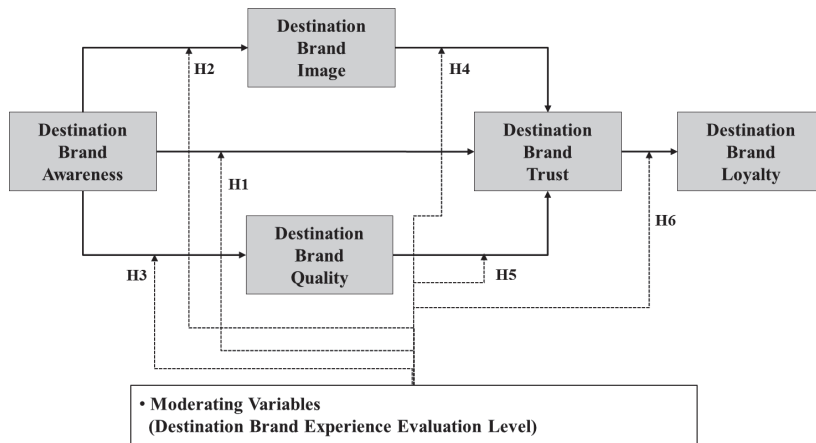 Destination
Brand
Image
H2
H4
Destination
Brand
Awareness
Destination
Brand
Trust
Destination
Brand
Loyalty
H1
H6
Destination
Brand
Quality
H3
H5
• Moderating Variables
(Destination Brand Experience Evaluation Level)